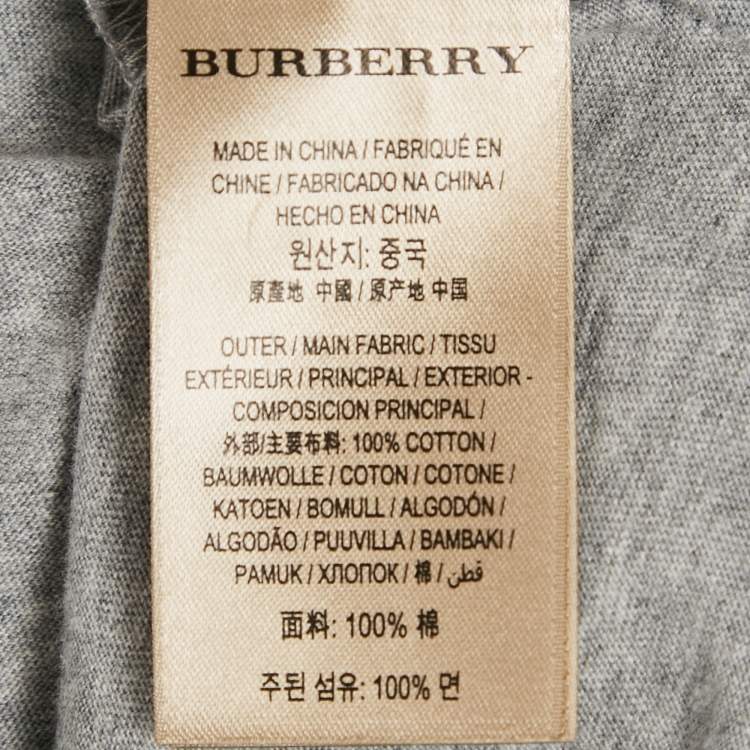 BURBERRY
MADE IN CHINA / FABRIQUÉ EN
CHINE / FABRICADO NA CHINA /
HECHO EN CHINA
원산지: 중국
原產地 中國 / 原产地 中国
OUTER / MAIN FABRIC / TISSU
EXTÉRIEUR / PRINCIPAL / EXTERIOR -
COMPOSICION PRINCIPAL /
外部/主要布料: 100% COTTON /
BAUMWOLLE / COTON / COTONE /
KATOEN / BOMULL / ALGODÓN /
ALGODÃO / PUUVILLA / BAMBAKI /
PAMUK / ХЛОПОК / 棉 / قطن
面料: 100% 棉
주된 섬유: 100% 면